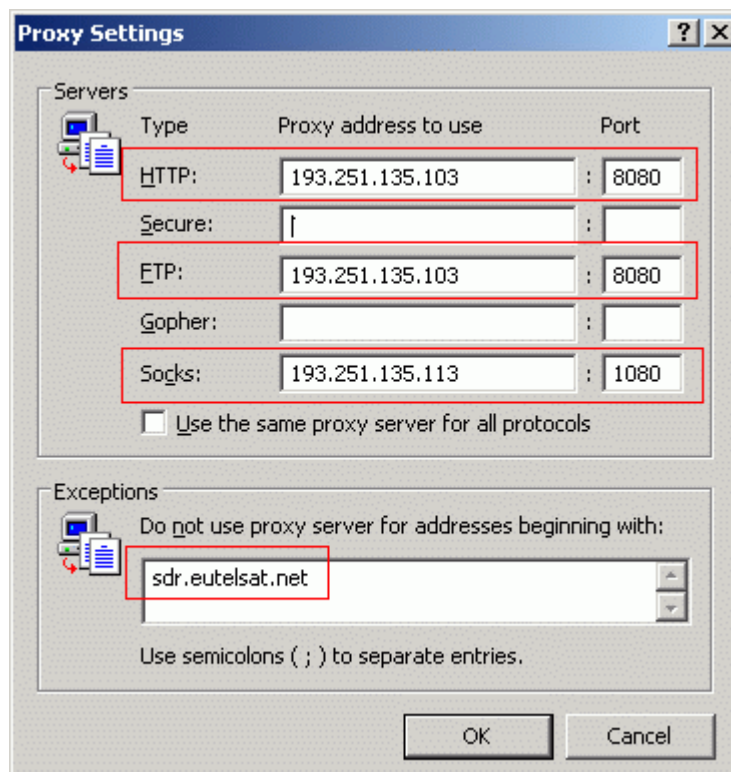 Proxy Settings
Servers
Type Proxy address to use Port
HTTP: 193.251.135.103 : 8080
Secure: :
FTP: 193.251.135.103 : 8080
Gopher: :
Socks: 193.251.135.113 : 1080
Use the same proxy server for all protocols
Exceptions
Do not use proxy server for addresses beginning with:
sdr.eutelsat.net
Use semicolons ( ; ) to separate entries.
OK Cancel